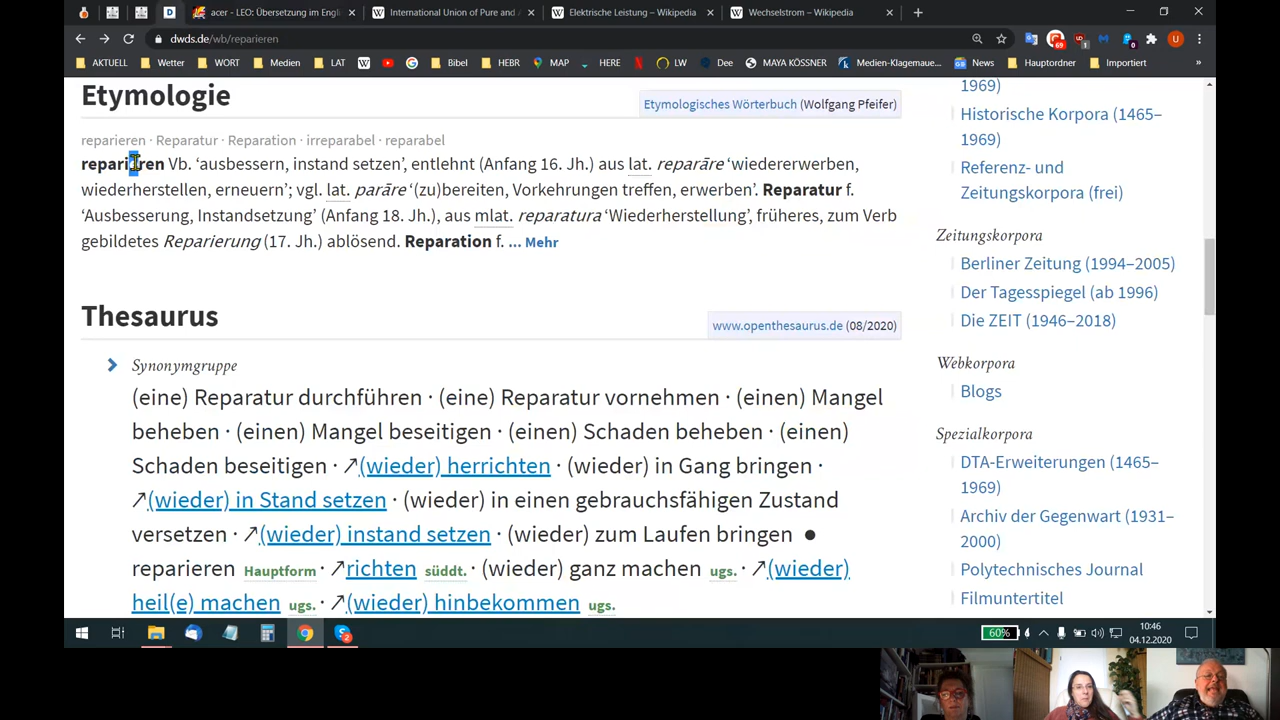 acer - LEO: Übersetzung im Engl
International Union of Pure and A
Elektrische Leistung – Wikipedia
Wechselstrom – Wikipedia
dwds.de/wb/reparieren
69
1
0
U
AKTUELL
Wetter
WORT
Medien
LAT
Bibel
HEBR
MAP
HERE
LW
Dee
MAYA KÖSSNER
Medien-Klagemaue...
News
Hauptordner
Importiert
»
Etymologie
Etymologisches Wörterbuch (Wolfgang Pfeifer)
reparieren · Reparatur · Reparation · irreparabel · reparabel
reparieren Vb. ‘ausbessern, instand setzen’, entlehnt (Anfang 16. Jh.) aus lat. reparāre ‘wiedererwerben,
wiederherstellen, erneuern’; vgl. lat. parāre ‘(zu)bereiten, Vorkehrungen treffen, erwerben’. Reparatur f.
‘Ausbesserung, Instandsetzung’ (Anfang 18. Jh.), aus mlat. reparatura ‘Wiederherstellung’, früheres, zum Verb
gebildetes Reparierung (17. Jh.) ablösend. Reparation f. ... Mehr
Thesaurus
www.openthesaurus.de (08/2020)
Synonymgruppe
(eine) Reparatur durchführen · (eine) Reparatur vornehmen · (einen) Mangel
beheben · (einen) Mangel beseitigen · (einen) Schaden beheben · (einen)
Schaden beseitigen · ↗(wieder) herrichten · (wieder) in Gang bringen ·
↗(wieder) in Stand setzen · (wieder) in einen gebrauchsfähigen Zustand
versetzen · ↗(wieder) instand setzen · (wieder) zum Laufen bringen ●
reparieren Hauptform · ↗richten süddt. · (wieder) ganz machen ugs. · ↗(wieder)
heil(e) machen ugs. · ↗(wieder) hinbekommen ugs.
1969)
Historische Korpora (1465–
1969)
Referenz- und
Zeitungskorpora (frei)
Zeitungskorpora
Berliner Zeitung (1994–2005)
Der Tagesspiegel (ab 1996)
Die ZEIT (1946–2018)
Webkorpora
Blogs
Spezialkorpora
DTA-Erweiterungen (1465–
1969)
Archiv der Gegenwart (1931–
2000)
Polytechnisches Journal
Filmuntertitel
60%
10:46
04.12.2020